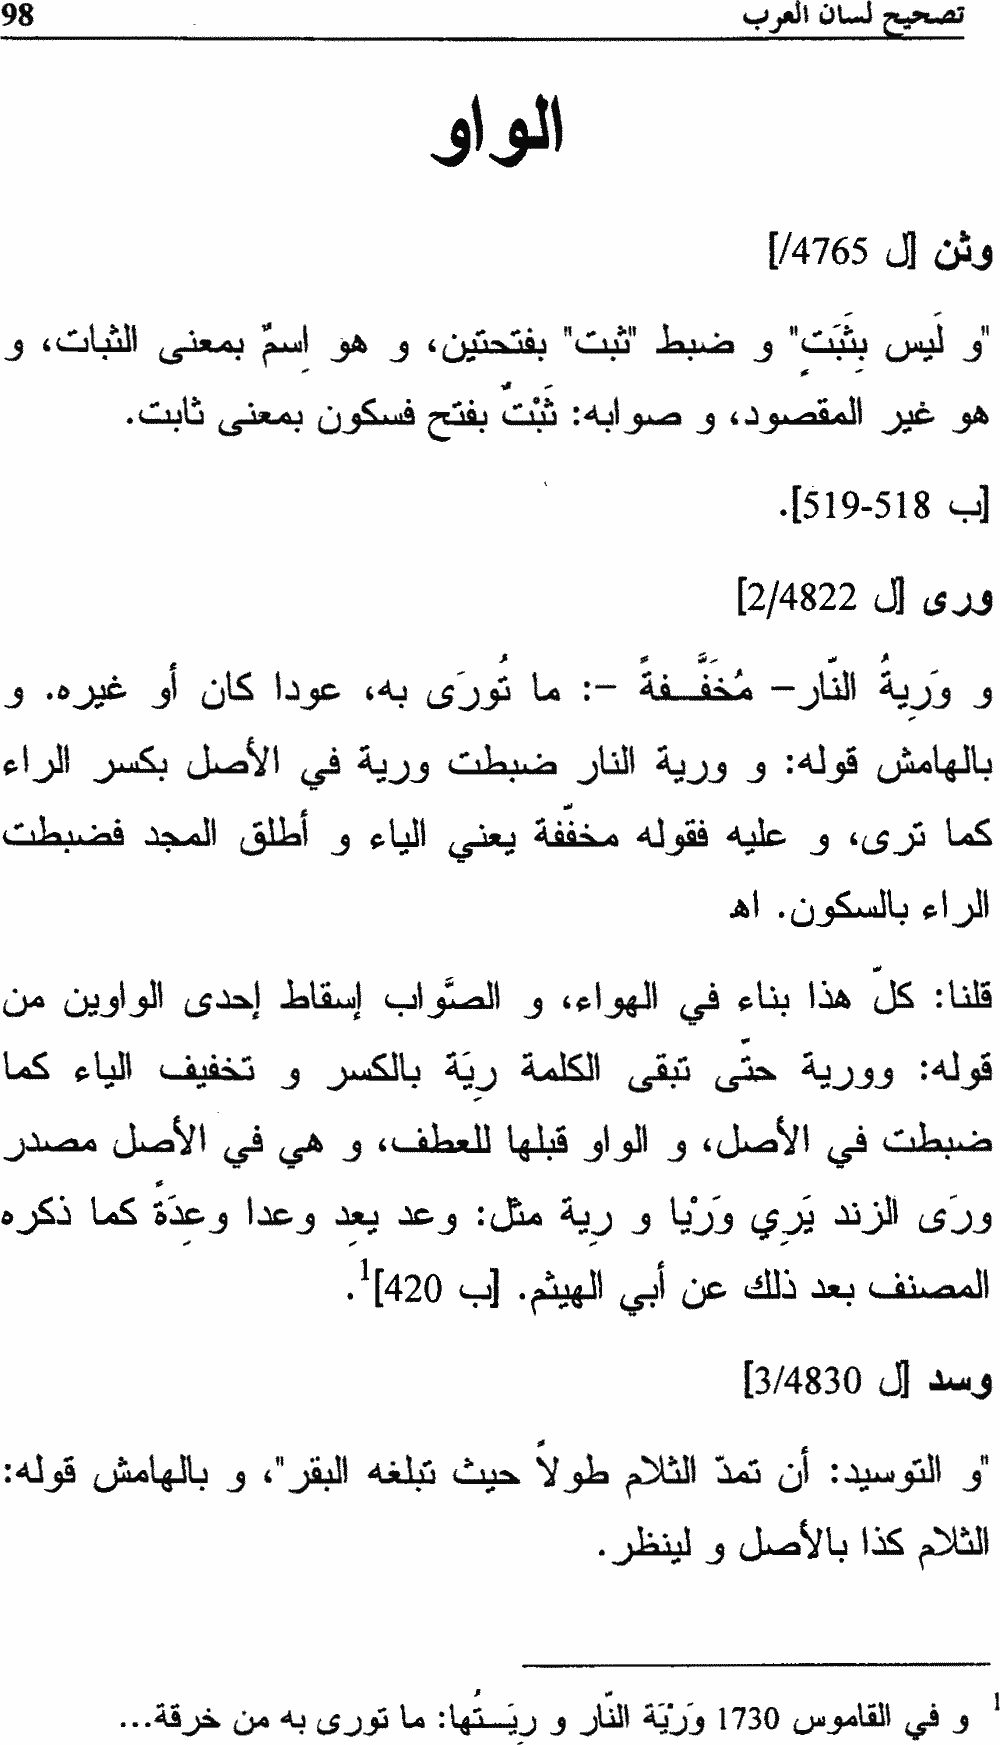 تصحيح لسان العرب 98
الواو
وثن [ل 4765/]
"و لَيس بِثَبَتٍ" و ضبط "ثبت" بفتحتين، و هو اِسمٌ بمعنى الثبات، و
هو غير المقصود، و صوابه: ثَبْتٌ بفتح فسكون بمعنى ثابت.
[ب 518-519].
ورى [ل 2/4822]
و وَرِيةُ النّار– مُخَفَّـفةً –: ما تُورَى به، عودا كان أو غيره. و
بالهامش قوله: و ورية النار ضبطت ورية في الأصل بكسر الراء
كما ترى، و عليه فقوله مخفّفة يعني الياء و أطلق المجد فضبطت
الراء بالسكون. اهـ
قلنا: كلّ هذا بناء في الهواء، و الصَّواب إسقاط إحدى الواوين من
قوله: وورية حتّى تبقى الكلمة رِيَة بالكسر و تخفيف الياء كما
ضبطت في الأصل، و الواو قبلها للعطف، و هي في الأصل مصدر
ورَى الزند يَرِي وَرْيا و رِية مثل: وعد يعِد وعدا وعِدَةً كما ذكره
المصنف بعد ذلك عن أبي الهيثم. [ب 420]1.
وسد [ل 3/4830]
"و التوسيد: أن تمدّ الثلام طولاً حيث تبلغه البقر"، و بالهامش قوله:
الثلام كذا بالأصل و لينظر.
1 و في القاموس 1730 وَرْيَة النّار و رِيَـتُها: ما تورى به من خرقة...